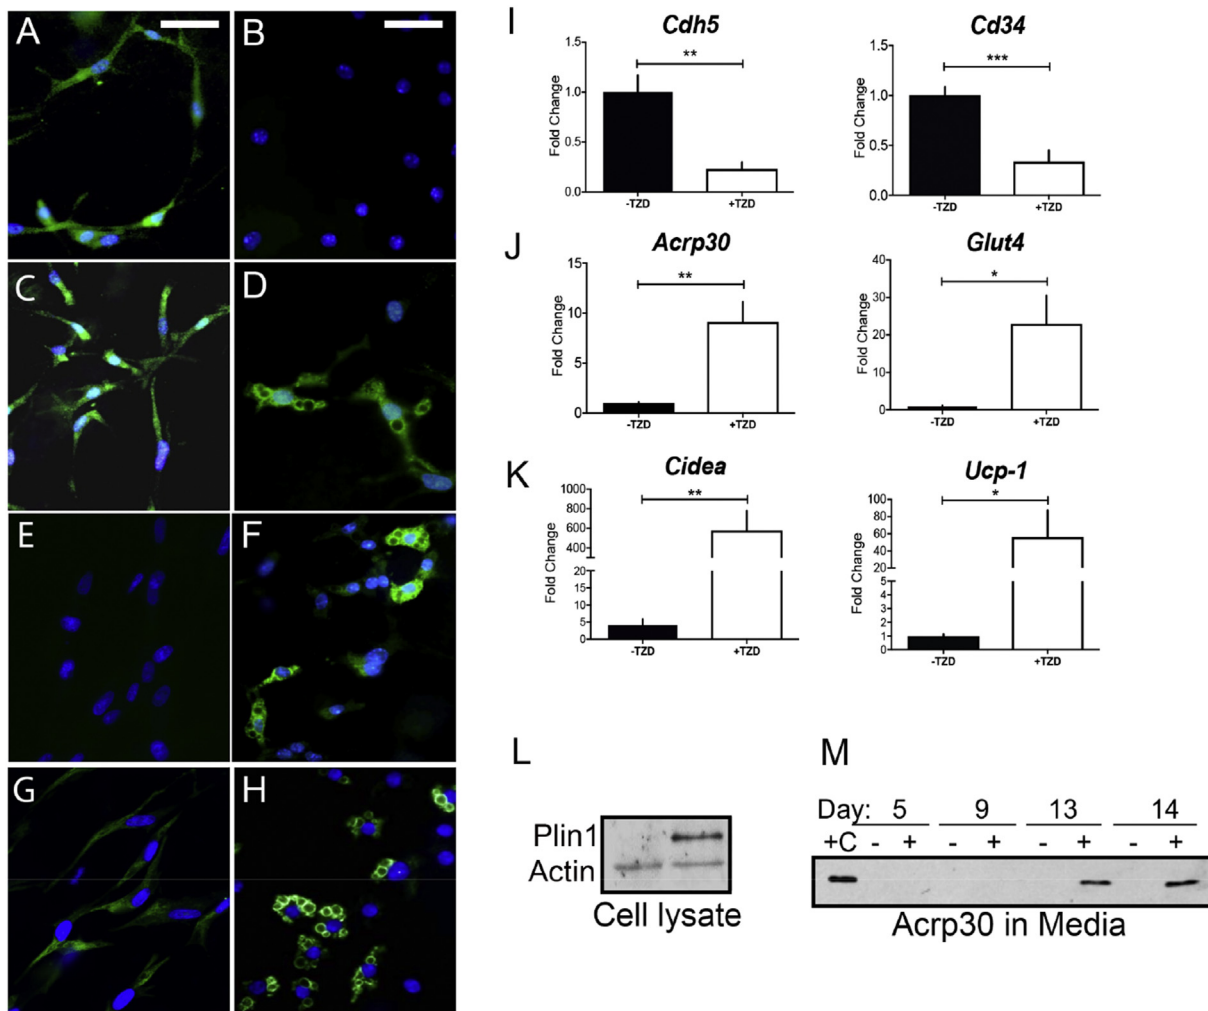 A
B
C
D
E
F
G
H
I
Cdh5
Fold Change
1.5
1.0
0.5
0.0
**
-TZD
+TZD
Cd34
Fold Change
1.5
1.0
0.5
0.0
***
-TZD
+TZD
J
Acrp30
Fold Change
15
10
5
0
**
-TZD
+TZD
Glut4
Fold Change
40
30
20
10
0
*
-TZD
+TZD
K
Cidea
Fold Change
1000
800
600
400
20
15
10
5
0
**
-TZD
+TZD
Ucp-1
Fold Change
100
80
60
40
20
0
5
4
3
2
1
0
*
-TZD
+TZD
L
Plin1
Actin
Cell lysate
M
Day: 5 9 13 14
+C - + - + - + - +
Acrp30 in Media